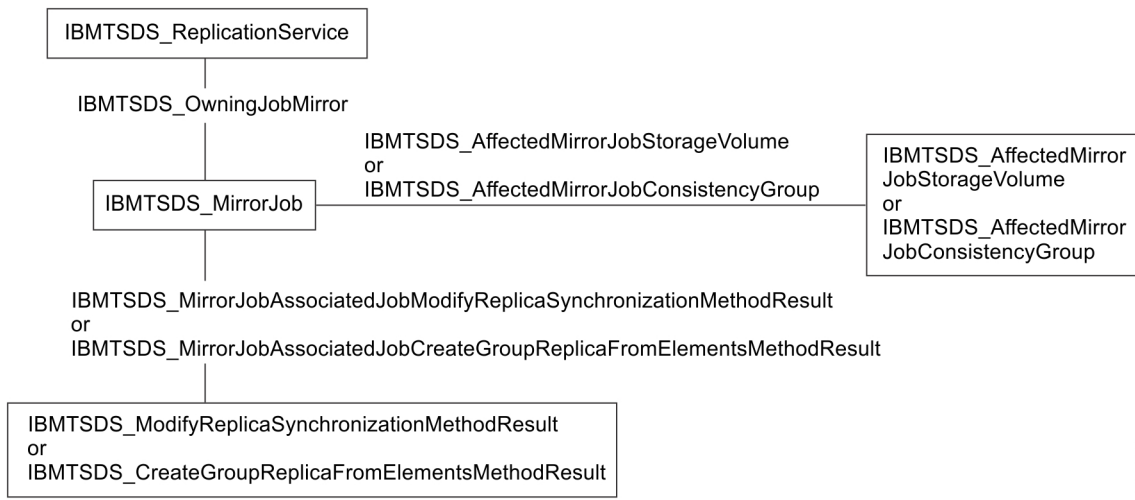 IBMTSDS_ReplicationService
IBMTSDS_OwningJobMirror
IBMTSDS_AffectedMirrorJobStorageVolume
or
IBMTSDS_AffectedMirrorJobConsistencyGroup
IBMTSDS_AffectedMirror
JobStorageVolume
or
IBMTSDS_AffectedMirror
JobConsistencyGroup
IBMTSDS_MirrorJob
IBMTSDS_MirrorJobAssociatedJobModifyReplicaSynchronizationMethodResult
or
IBMTSDS_MirrorJobAssociatedJobCreateGroupReplicaFromElementsMethodResult
IBMTSDS_ModifyReplicaSynchronizationMethodResult
or
IBMTSDS_CreateGroupReplicaFromElementsMethodResult